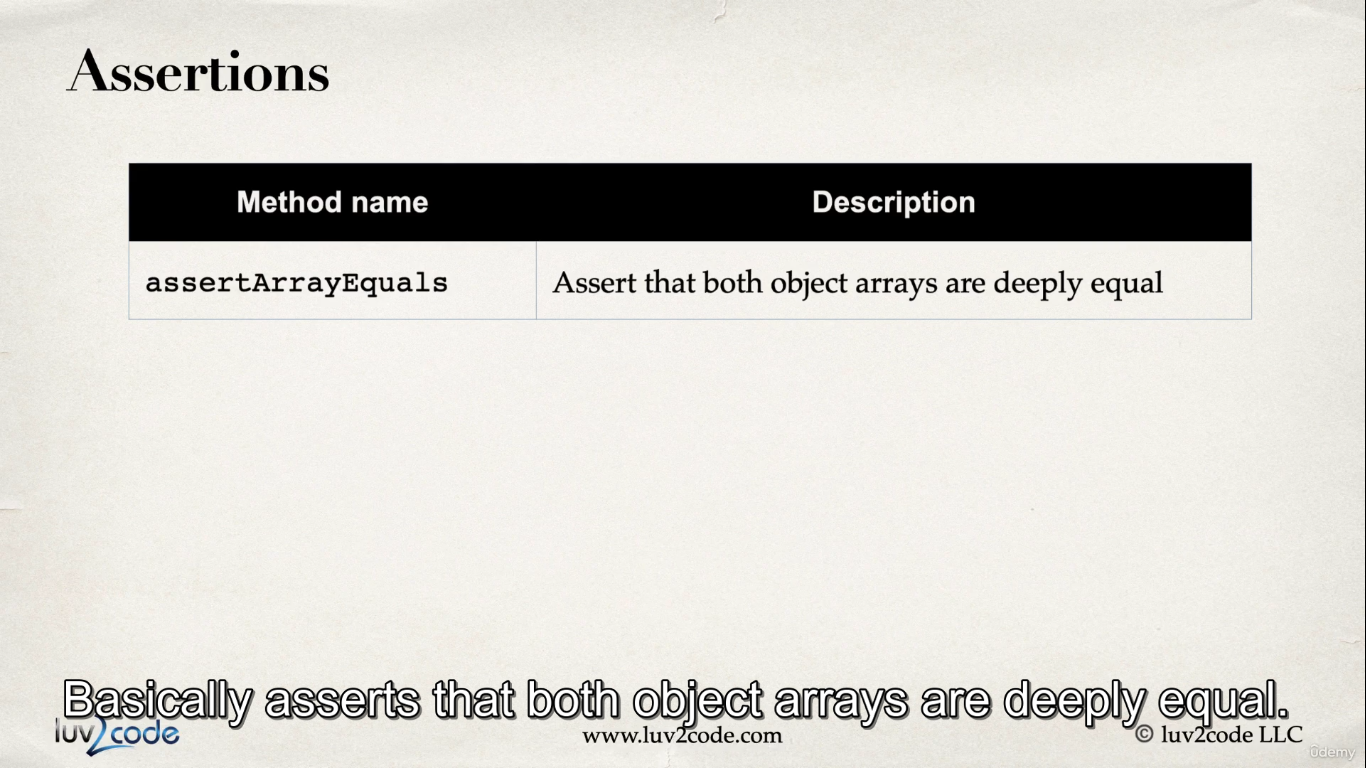 Assertions
Method name Description
assertArrayEquals Assert that both object arrays are deeply equal
Basically asserts that both object arrays are deeply equal.
luv2code www.luv2code.com © luv2code LLC
ûdemy